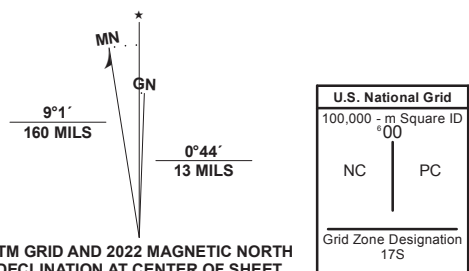 ★
MN
GN
9°1´
160 MILS
0°44´
13 MILS
TM GRID AND 2022 MAGNETIC NORTH
DECLINATION AT CENTER OF SHEET
U.S. National Grid
100,000 - m Square ID
⁶00
NC
PC
Grid Zone Designation
17S